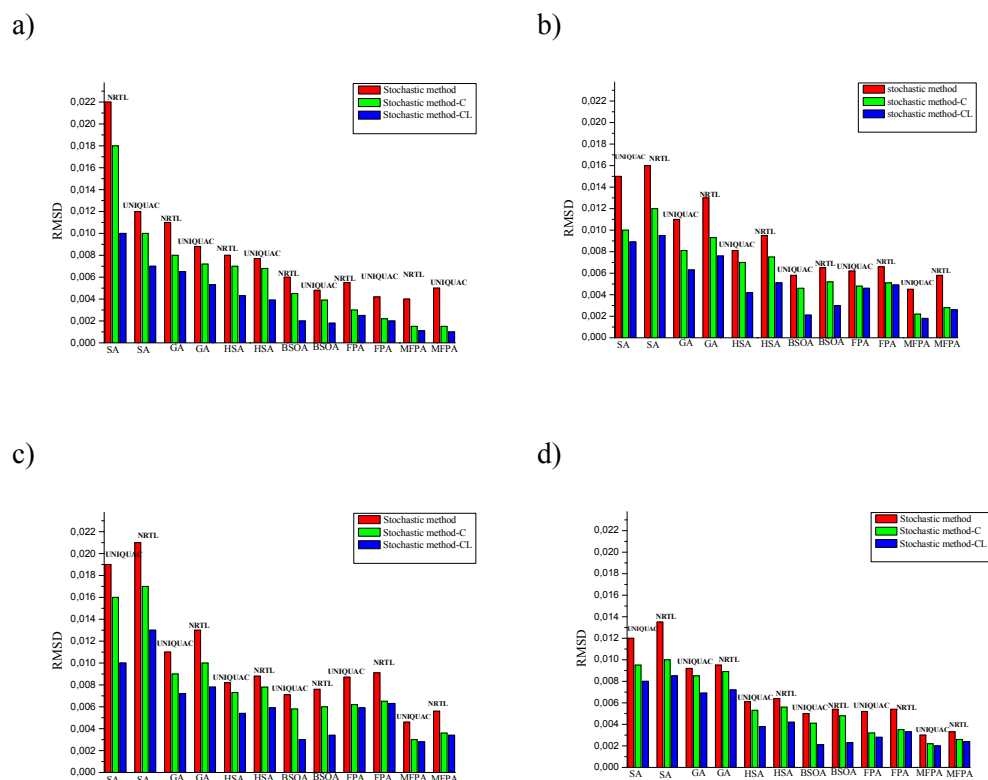 a)
NRTL
UNIQUAC
NRTL
UNIQUAC
NRTL
UNIQUAC
NRTL
UNIQUAC
NRTL
UNIQUAC
NRTL
UNIQUAC
Stochastic method
Stochastic method-C
Stochastic method-CL
RMSD
0,022
0,020
0,018
0,016
0,014
0,012
0,010
0,008
0,006
0,004
0,002
0,000
SA SA GA GA HSA HSA BSOA BSOA FPA FPA MFPA MFPA
b)
UNIQUAC
NRTL
UNIQUAC
NRTL
UNIQUAC
NRTL
UNIQUAC
NRTL
UNIQUAC
NRTL
UNIQUAC
NRTL
stochastic method
stochastic method-C
stochastic method-CL
RMSD
0,022
0,020
0,018
0,016
0,014
0,012
0,010
0,008
0,006
0,004
0,002
0,000
SA SA GA GA HSA HSA BSOA BSOA FPA FPA MFPA MFPA
c)
UNIQUAC
NRTL
UNIQUAC
NRTL
UNIQUAC
NRTL
UNIQUAC
NRTL
UNIQUAC
NRTL
UNIQUAC
NRTL
Stochastic method
Stochastic method-C
Stochastic method-CL
RMSD
0,022
0,020
0,018
0,016
0,014
0,012
0,010
0,008
0,006
0,004
0,002
0,000
SA SA GA GA HSA HSA BSOA BSOA FPA FPA MFPA MFPA
d)
UNIQUAC
NRTL
UNIQUAC
NRTL
UNIQUAC
NRTL
UNIQUAC
NRTL
UNIQUAC
NRTL
UNIQUAC
NRTL
Stochastic method
Stochastic method-C
Stochastic method-CL
RMSD
0,022
0,020
0,018
0,016
0,014
0,012
0,010
0,008
0,006
0,004
0,002
0,000
SA SA GA GA HSA HSA BSOA BSOA FPA FPA MFPA MFPA